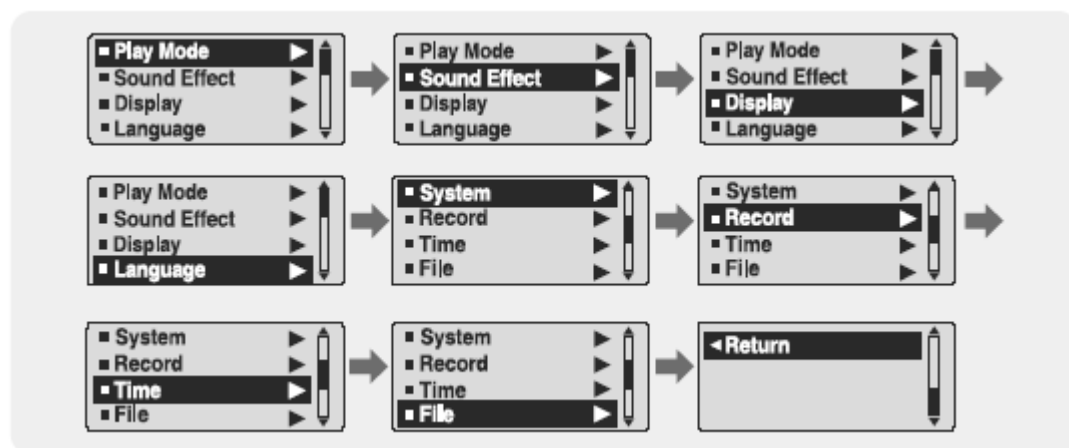 Play Mode
Sound Effect
Display
Language
Play Mode
Sound Effect
Display
Language
Play Mode
Sound Effect
Display
Language
Play Mode
Sound Effect
Display
Language
System
Record
Time
File
System
Record
Time
File
System
Record
Time
File
System
Record
Time
File
Return